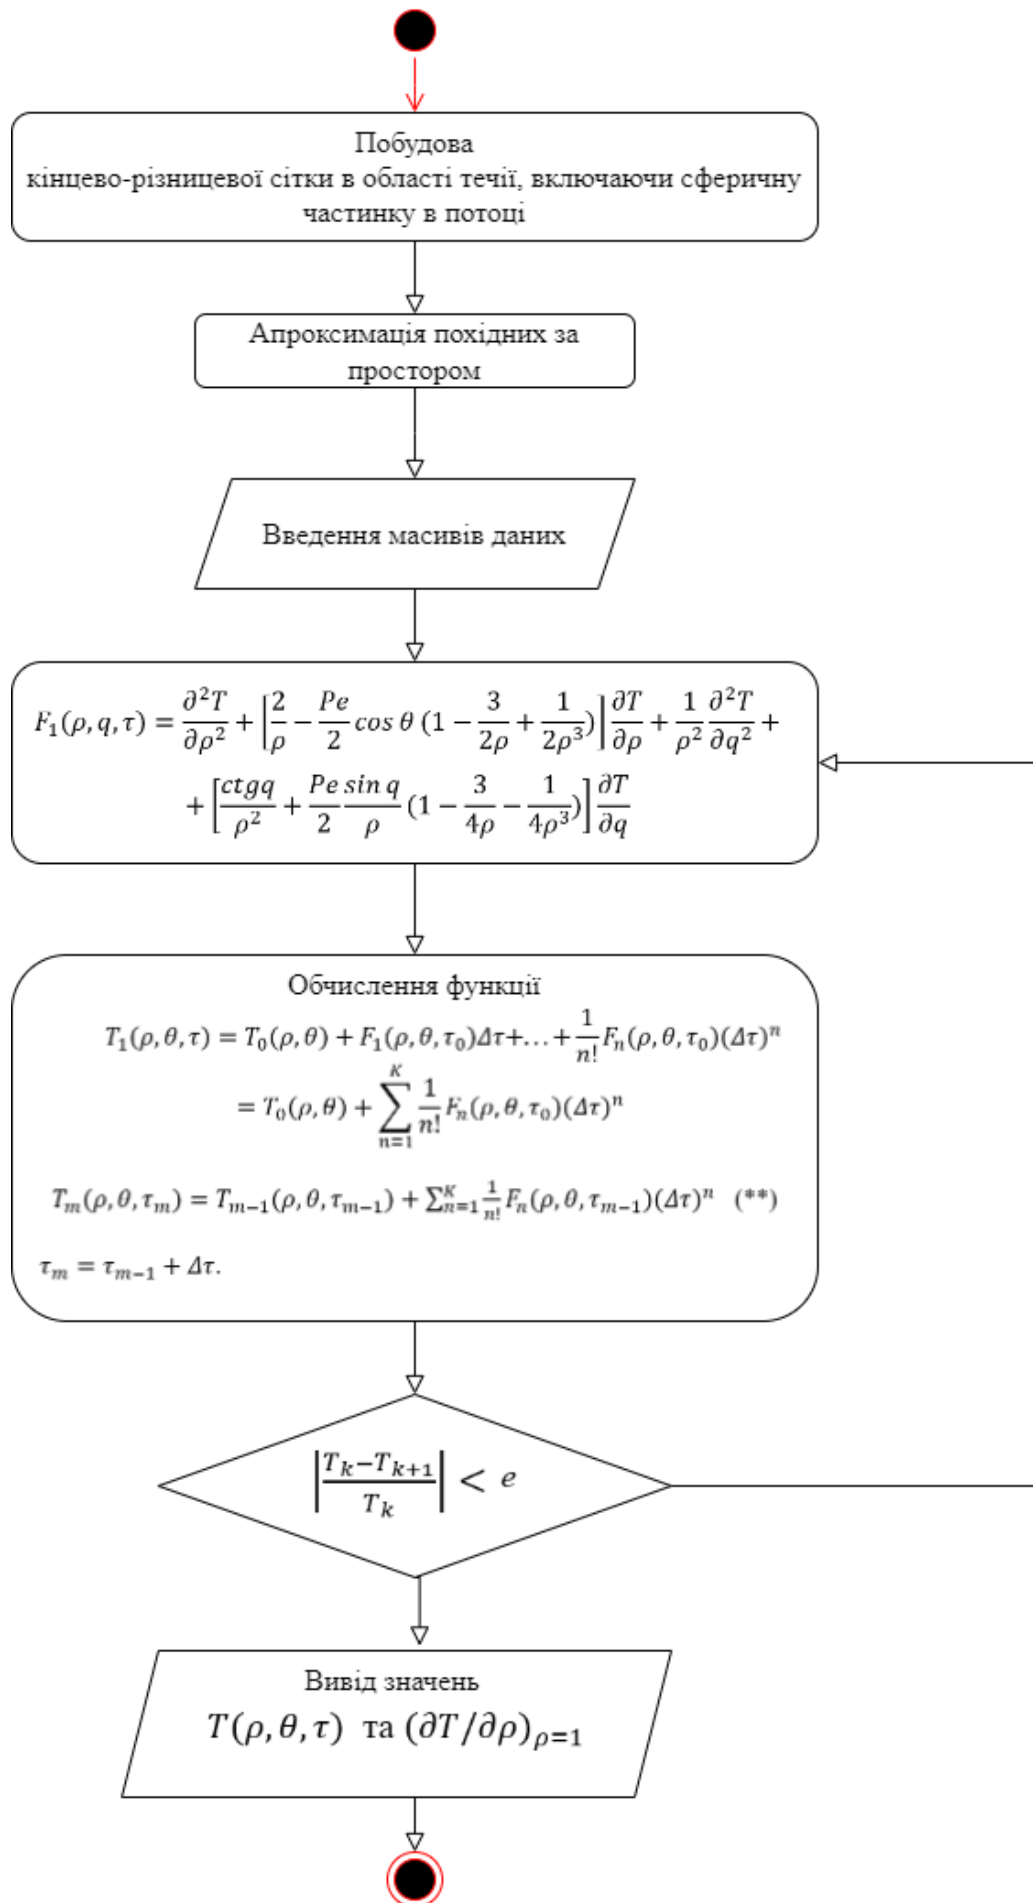 Побудова
кінцево-різницевої сітки в області течії, включаючи сферичну
частинку в потоці
Апроксимація похідних за
простором
Введення масивів даних
F₁(ρ, q, τ) = ∂²T/∂ρ² + [2/ρ − Pe/2 cos θ (1 − 3/2ρ + 1/2ρ³)] ∂T/∂ρ + 1/ρ² ∂²T/∂q² +
+ [ctgq/ρ² + Pe/2 sin q/ρ (1 − 3/4ρ − 1/4ρ³)] ∂T/∂q
Обчислення функції
T₁(ρ, θ, τ) = T₀(ρ, θ) + F₁(ρ, θ, τ₀)Δτ+...+ 1/n! Fₙ(ρ, θ, τ₀)(Δτ)ⁿ
= T₀(ρ, θ) + ∑ₙ₌₁ᴷ 1/n! Fₙ(ρ, θ, τ₀)(Δτ)ⁿ
Tₘ(ρ, θ, τₘ) = Tₘ₋₁(ρ, θ, τₘ₋₁) + ∑ₙ₌₁ᴷ 1/n! Fₙ(ρ, θ, τₘ₋₁)(Δτ)ⁿ (**)
τₘ = τₘ₋₁ + Δτ.
|Tₖ−Tₖ₊₁/Tₖ| < e
Вивід значень
T(ρ, θ, τ) та (∂T/∂ρ)ρ₌₁